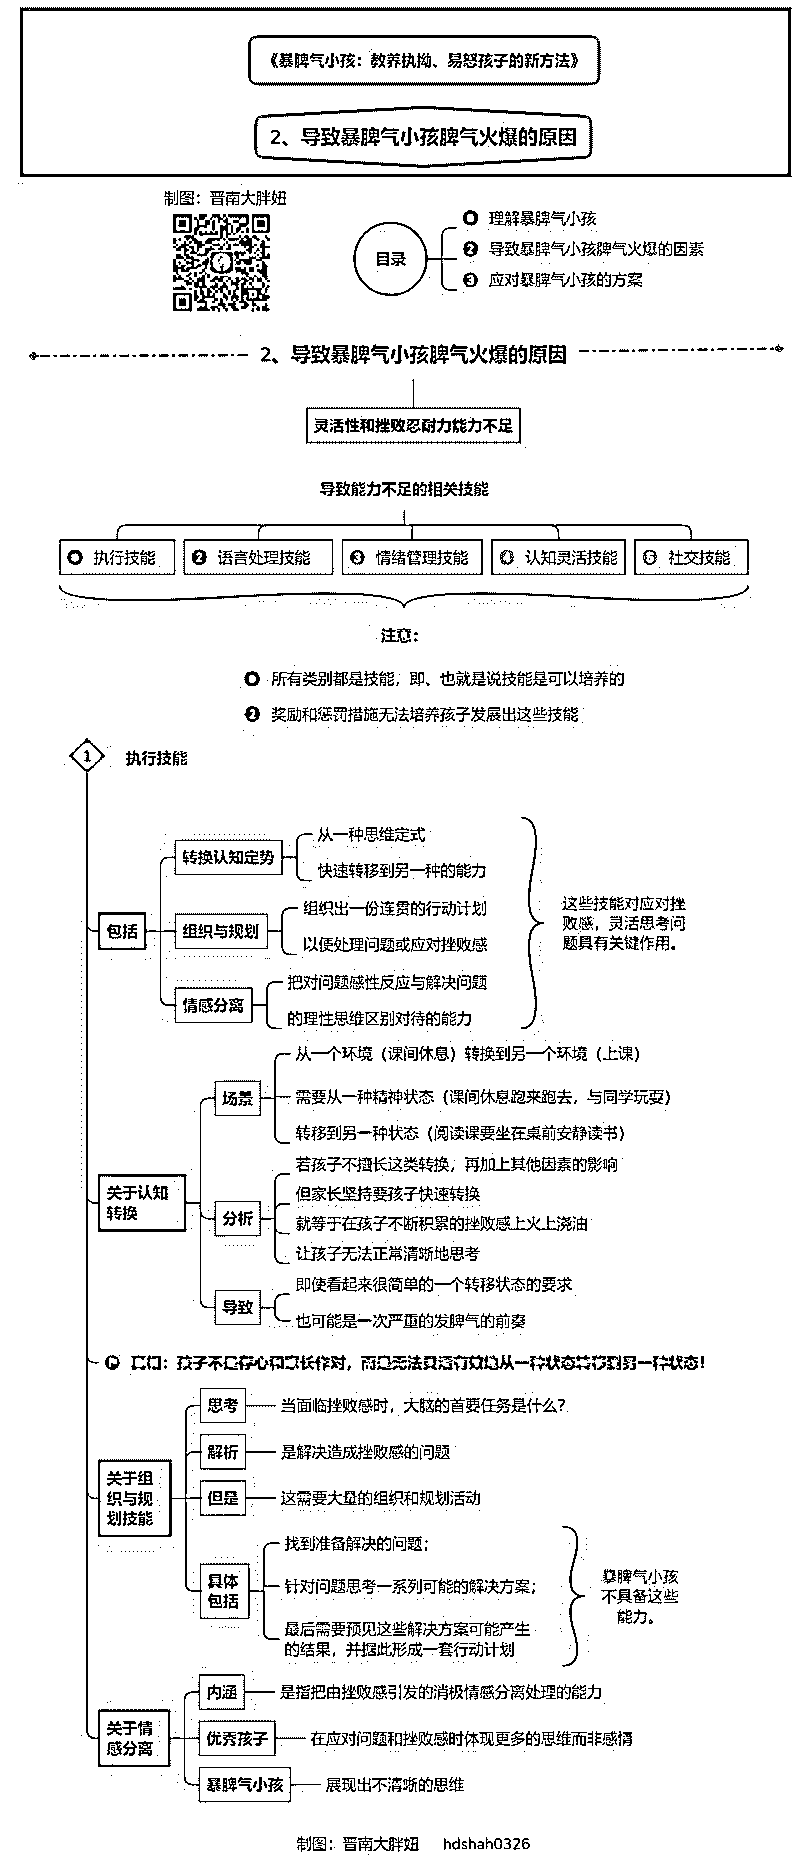 《暴脾气小孩：教养执拗、易怒孩子的新方法》
2、导致暴脾气小孩脾气火爆的原因
制图：晋南大胖妞
目录
❶ 理解暴脾气小孩
❷ 导致暴脾气小孩脾气火爆的因素
❸ 应对暴脾气小孩的方案
2、导致暴脾气小孩脾气火爆的原因
灵活性和挫败忍耐力能力不足
导致能力不足的相关技能
❶ 执行技能
❷ 语言处理技能
❸ 情绪管理技能
❹ 认知灵活技能
❺ 社交技能
注意：
❶ 所有类别都是技能，即、也就是说技能是可以培养的
❷ 奖励和惩罚措施无法培养孩子发展出这些技能
1 执行技能
包括
转换认知定势
从一种思维定式
快速转移到另一种的能力
组织与规划
组织出一份连贯的行动计划
以便处理问题或应对挫败感
情感分离
把对问题感性反应与解决问题
的理性思维区别对待的能力
这些技能对应对挫
败感，灵活思考问
题具有关键作用。
关于认知
转换
场景
从一个环境（课间休息）转换到另一个环境（上课）
需要从一种精神状态（课间休息跑来跑去，与同学玩耍）
转移到另一种状态（阅读课要坐在桌前安静读书）
分析
若孩子不擅长这类转换，再加上其他因素的影响
但家长坚持要孩子快速转换
就等于在孩子不断积累的挫败感上火上浇油
让孩子无法正常清晰地思考
导致
即使看起来很简单的一个转移状态的要求
也可能是一次严重的发脾气的前奏
孩子不是存心和家长作对，而是无法灵活有效地从一种状态转移到另一种状态！
关于组
织与规
划技能
思考
当面临挫败感时，大脑的首要任务是什么？
解析
是解决造成挫败感的问题
但是
这需要大量的组织和规划活动
具体
包括
找到准备解决的问题；
针对问题思考一系列可能的解决方案；
最后需要预见这些解决方案可能产生
的结果，并据此形成一套行动计划
暴脾气小孩
不具备这些
能力。
关于情
感分离
内涵
是指把由挫败感引发的消极情感分离处理的能力
优秀孩子
在应对问题和挫败感时体现更多的思维而非感情
暴脾气小孩
展现出不清晰的思维
制图：晋南大胖妞 hdshah0326